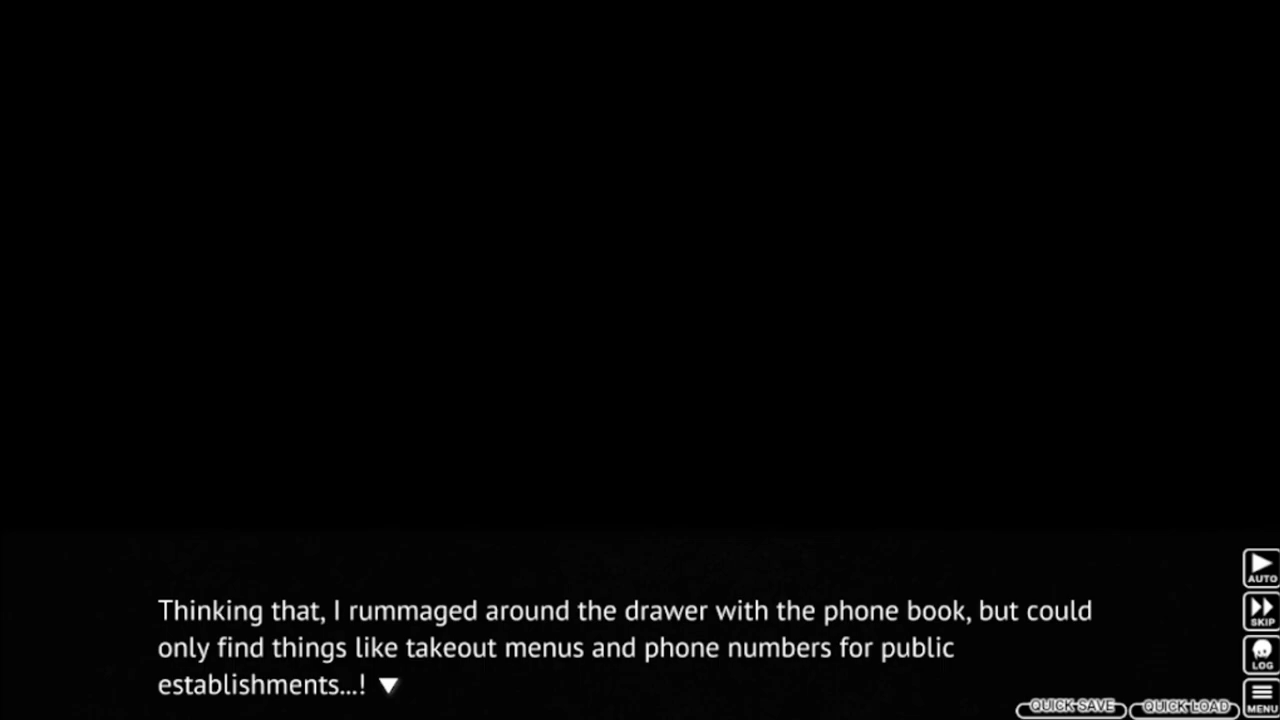 Thinking that, I rummaged around the drawer with the phone book, but could
only find things like takeout menus and phone numbers for public
establishments...!
AUTO
SKIP
LOG
MENU
QUICK SAVE
QUICK LOAD